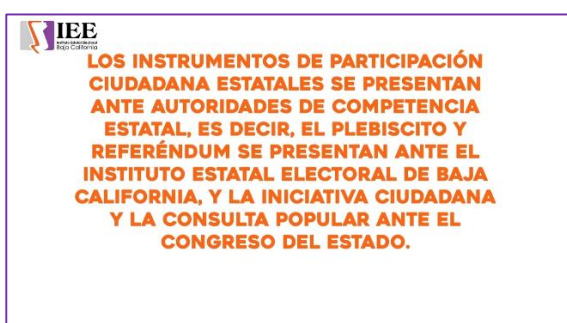 IEE
Baja California
LOS INSTRUMENTOS DE PARTICIPACIÓN
CIUDADANA ESTATALES SE PRESENTAN
ANTE AUTORIDADES DE COMPETENCIA
ESTATAL, ES DECIR, EL PLEBISCITO Y
REFERÉNDUM SE PRESENTAN ANTE EL
INSTITUTO ESTATAL ELECTORAL DE BAJA
CALIFORNIA, Y LA INICIATIVA CIUDADANA
Y LA CONSULTA POPULAR ANTE EL
CONGRESO DEL ESTADO.